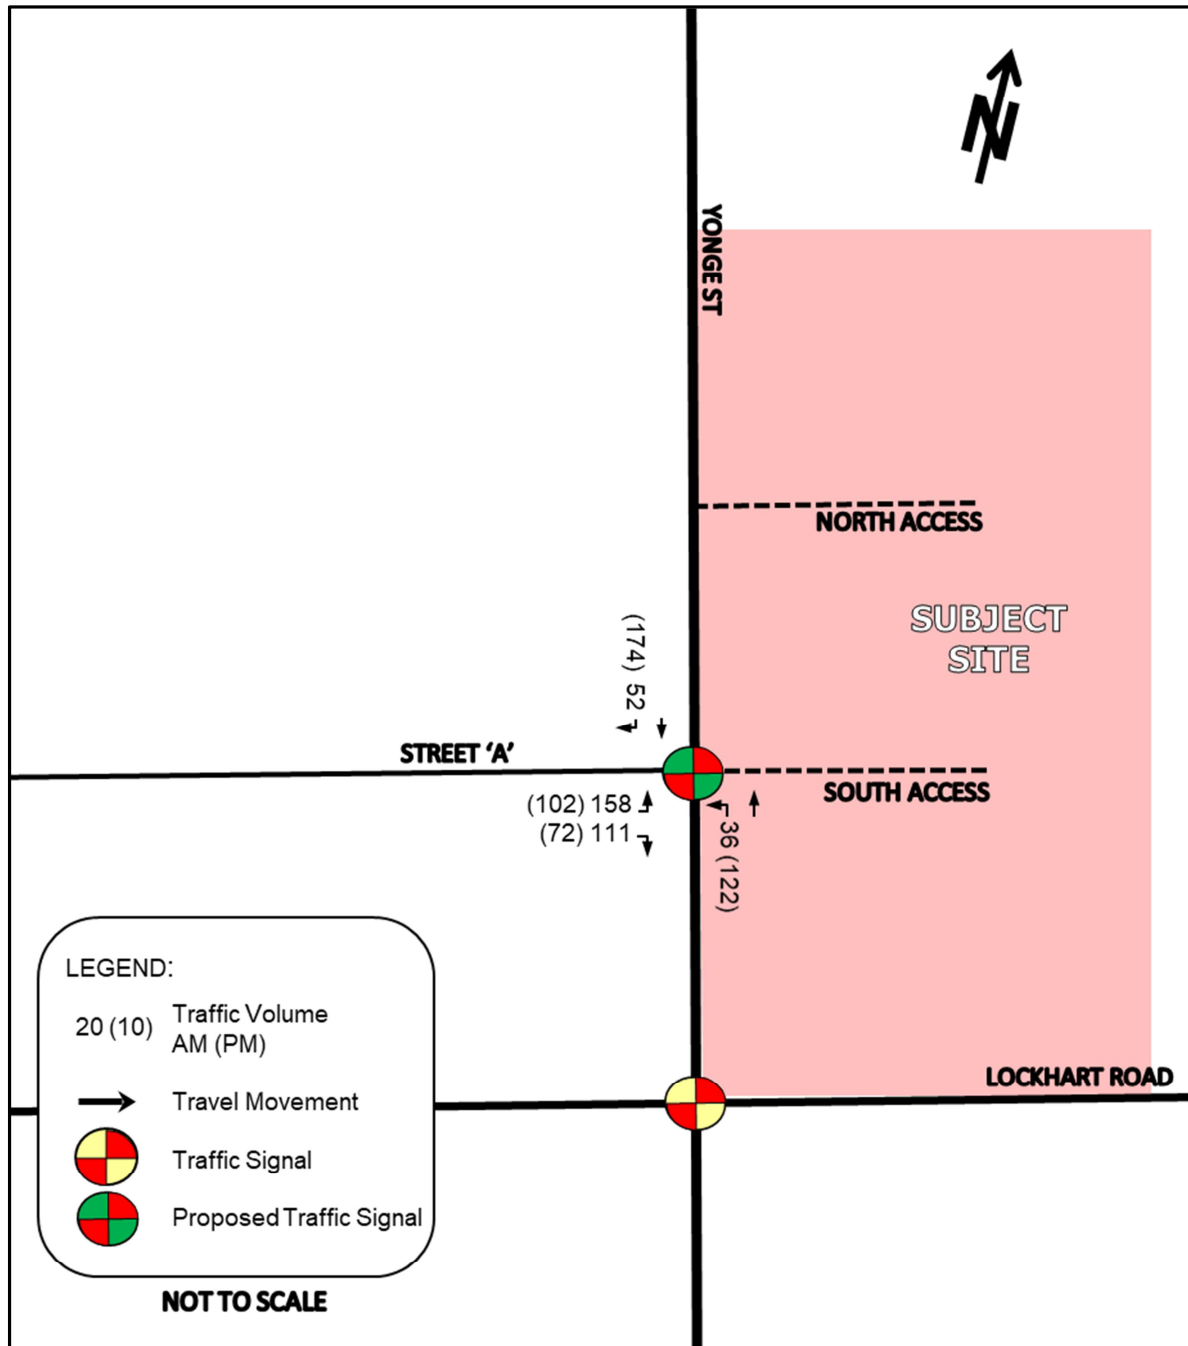 N
YONGE ST
NORTH ACCESS
SUBJECT
SITE
(174) 52
STREET ‘A’
SOUTH ACCESS
(102) 158
(72) 111
36 (122)
LEGEND:
20 (10)
Traffic Volume
AM (PM)
Travel Movement
Traffic Signal
Proposed Traffic Signal
LOCKHART ROAD
NOT TO SCALE